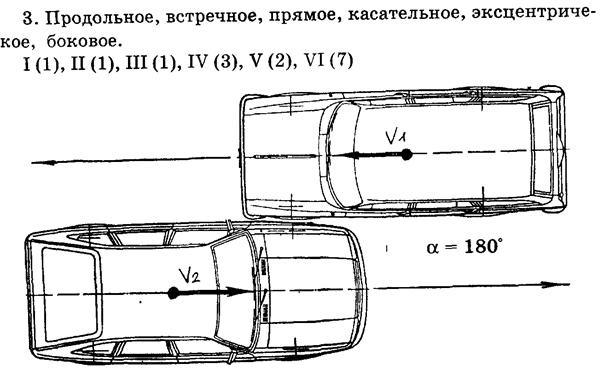 3. Продольное, встречное, прямое, касательное, эксцентриче-
кое, боковое.
I (1), II (1), III (1), IV (3), V (2), VI (7)
V1
α = 180°
V2